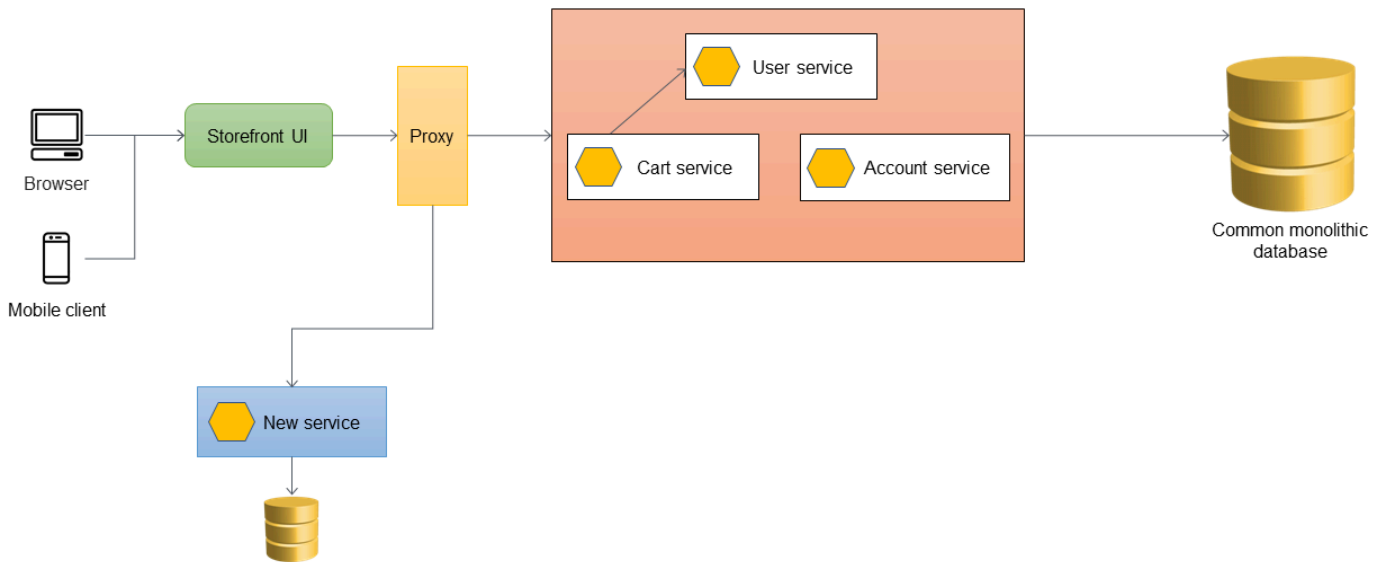 User service
Storefront UI
Proxy
Cart service
Account service
Browser
Common monolithic
database
Mobile client
New service